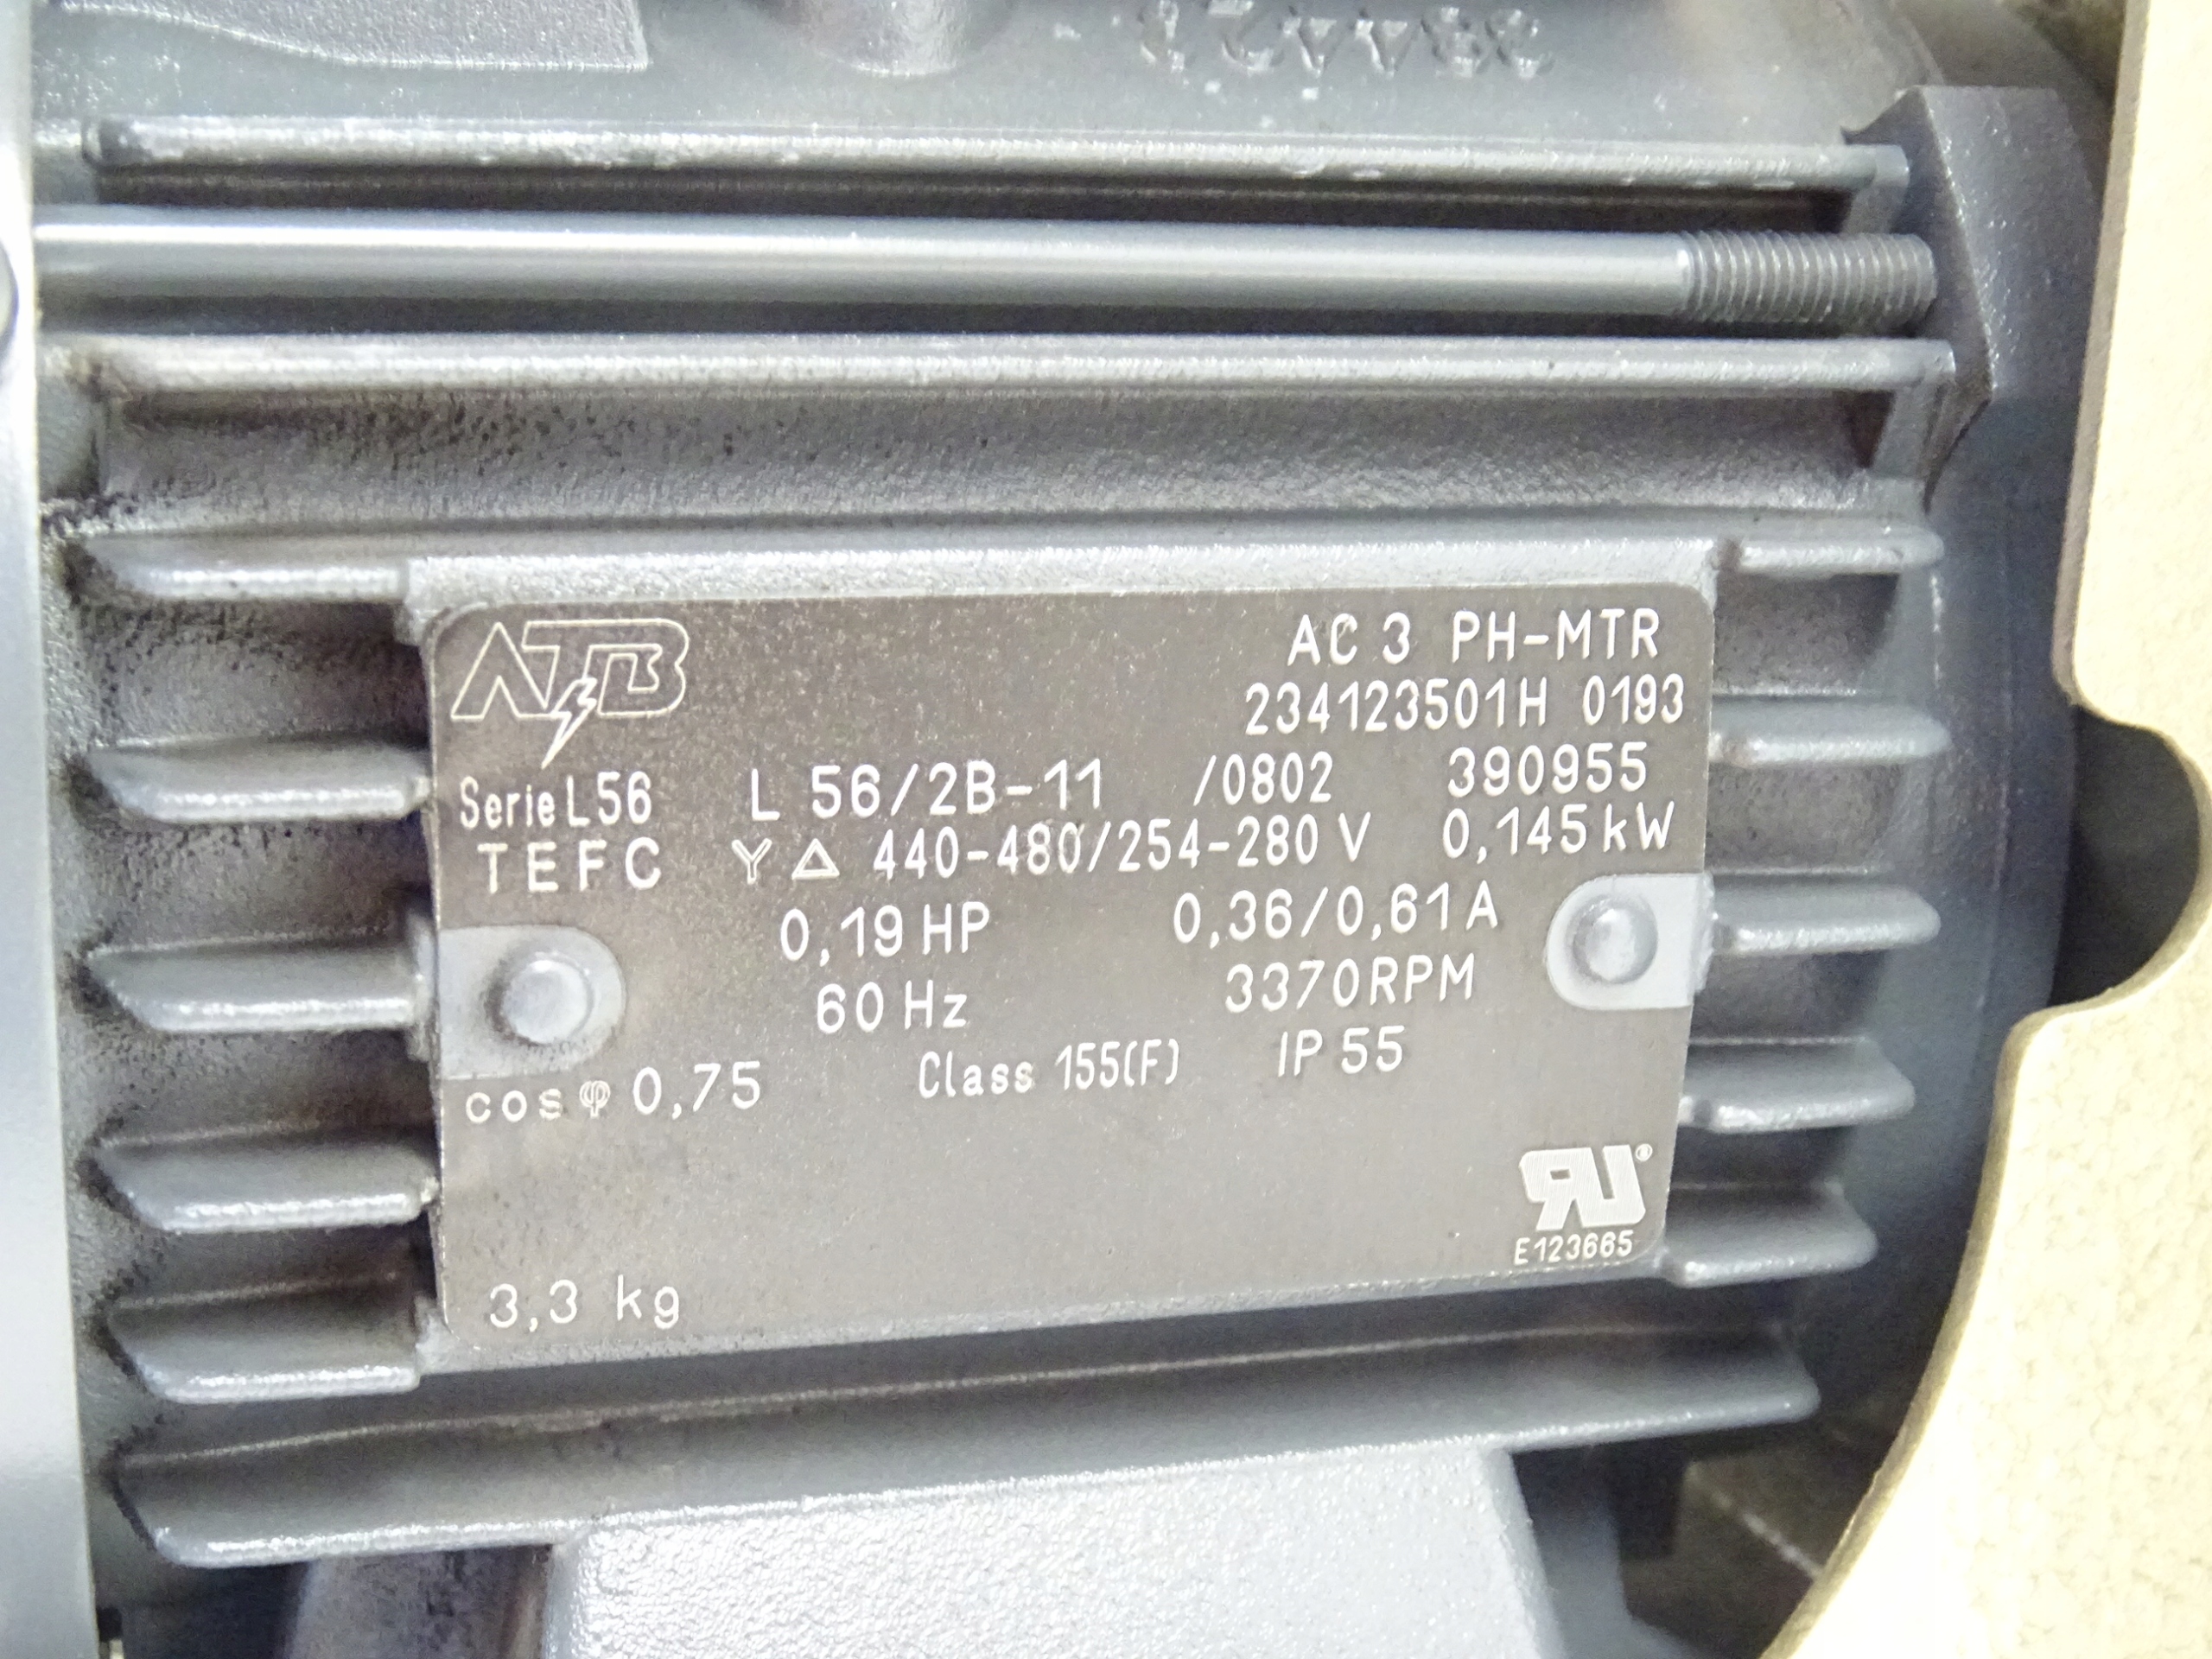 ATB
AC 3 PH-MTR
234123501H 0193
Serie L56 L 56/2B-11 /0802 390955
TEFC Y Δ 440-480/254-280 V 0,145 kW
0,19 HP 0,36/0,61 A
60 Hz 3370RPM
cos φ 0,75 Class 155(F) IP 55
RU®
E123665
3,3 kg